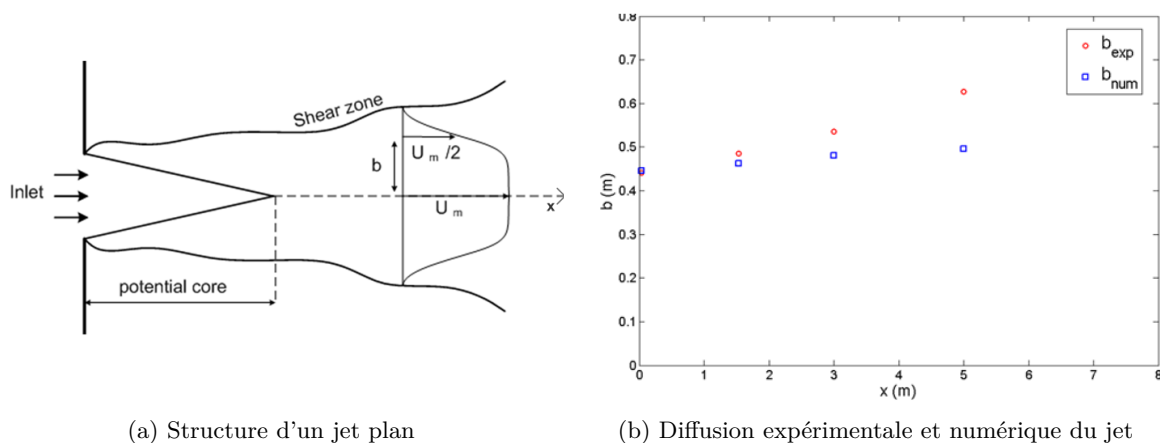 Shear zone
U m /2
b
Inlet
U m
x
potential core
(a) Structure d'un jet plan
0.8
0.7
0.6
0.5
0.4
0.3
0.2
0.1
0
b (m)
0 1 2 3 4 5 6 7 8
x (m)
b exp
b num
(b) Diffusion expérimentale et numérique du jet